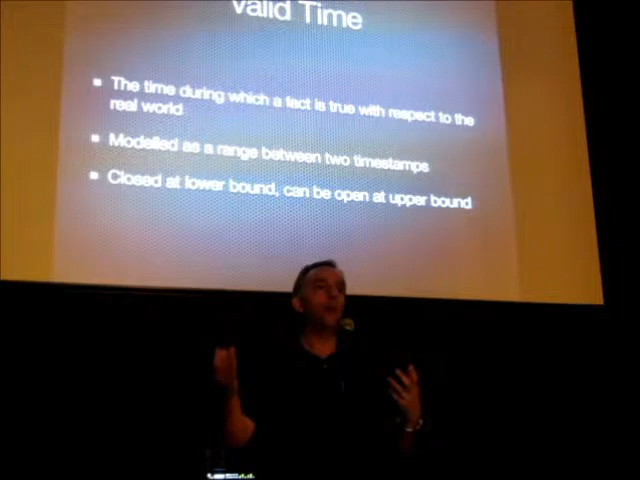 Valid Time
The time during which a fact is true with respect to the
real world
Modelled as a range between two timestamps
Closed at lower bound, can be open at upper bound